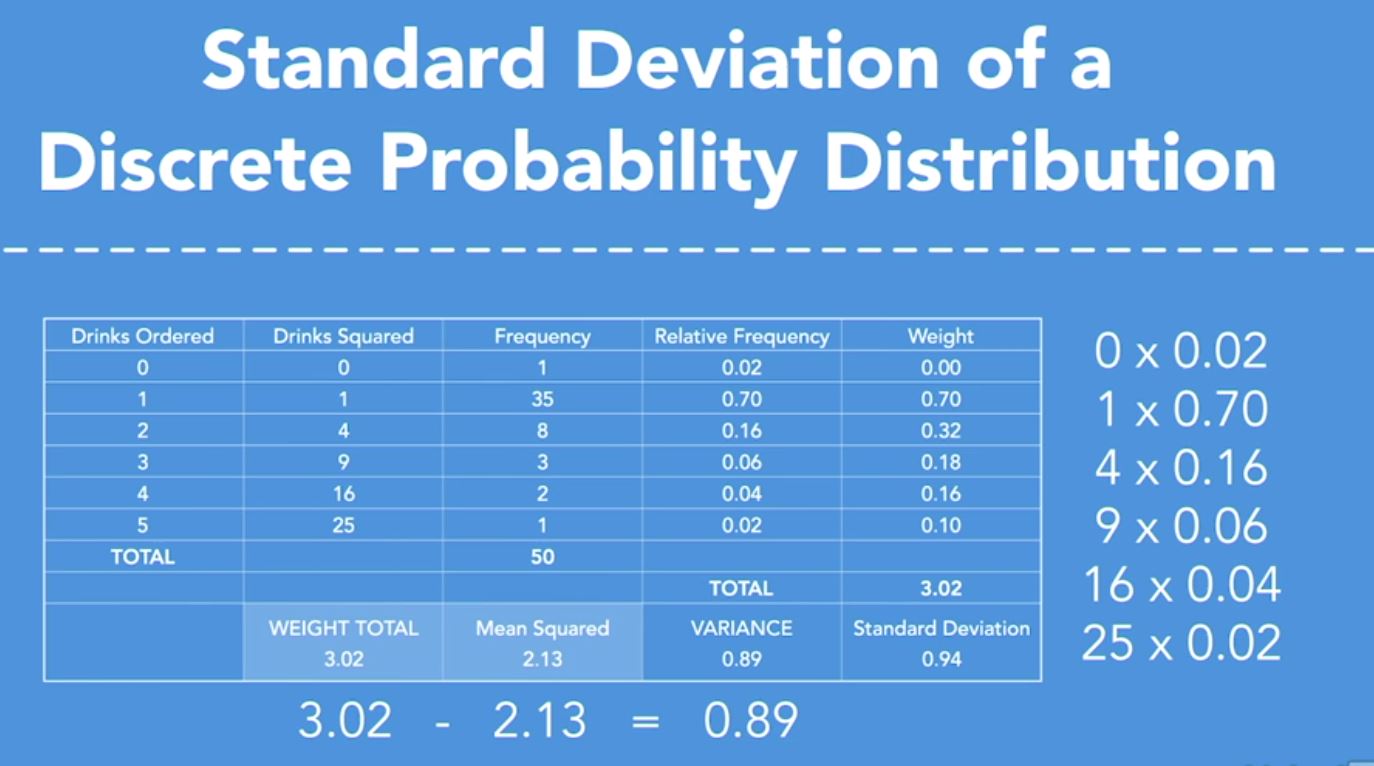 Standard Deviation of a
Discrete Probability Distribution
Drinks Ordered Drinks Squared Frequency Relative Frequency Weight
0 0 1 0.02 0.00
1 1 35 0.70 0.70
2 4 8 0.16 0.32
3 9 3 0.06 0.18
4 16 2 0.04 0.16
5 25 1 0.02 0.10
TOTAL 50
TOTAL 3.02
WEIGHT TOTAL Mean Squared VARIANCE Standard Deviation
3.02 2.13 0.89 0.94
0 x 0.02
1 x 0.70
4 x 0.16
9 x 0.06
16 x 0.04
25 x 0.02
3.02 - 2.13 = 0.89